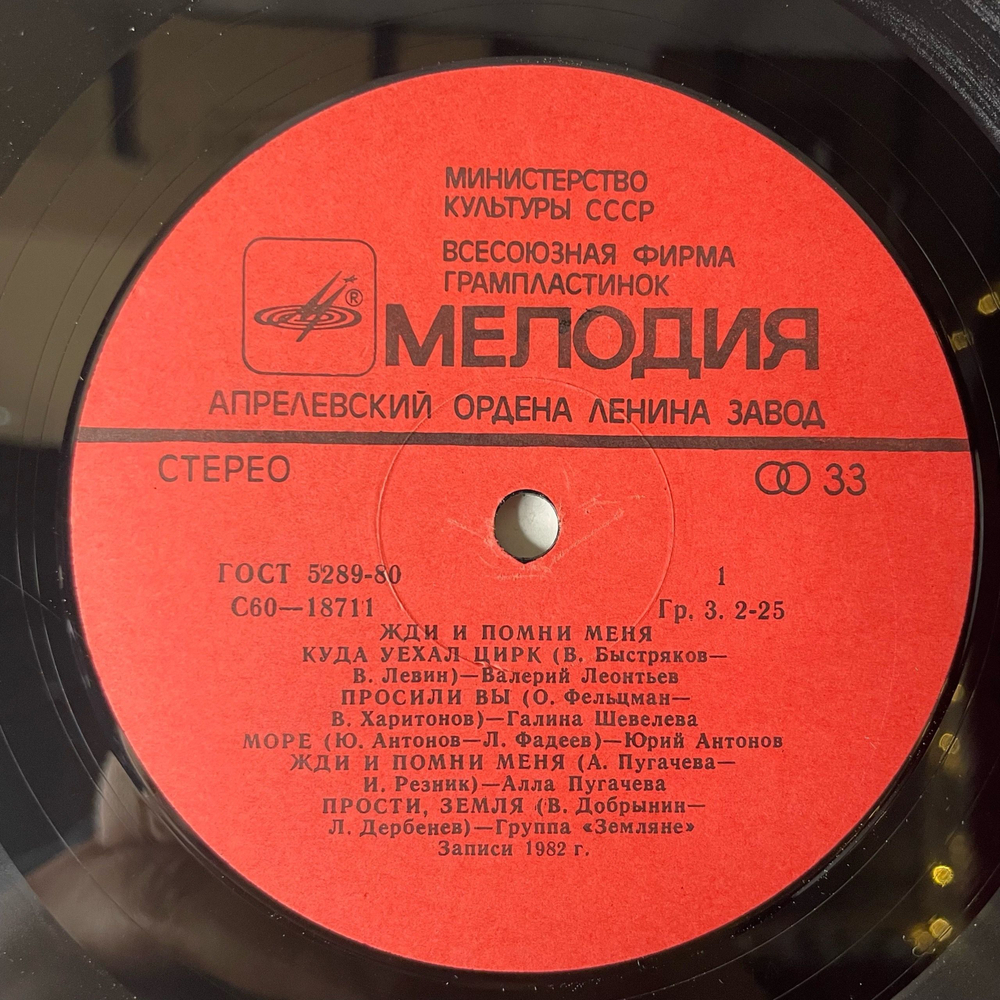 МИНИСТЕРСТВО
КУЛЬТУРЫ СССР
ВСЕСОЮЗНАЯ ФИРМА
ГРАМПЛАСТИНОК
®
МЕЛОДИЯ
АПРЕЛЕВСКИЙ ОРДЕНА ЛЕНИНА ЗАВОД
СТЕРЕО
33
ГОСТ 5289-80 1
С60—18711 Гр. 3. 2-25
ЖДИ И ПОМНИ МЕНЯ
КУДА УЕХАЛ ЦИРК (В. Быстряков—
В. Левин)—Валерий Леонтьев
ПРОСИЛИ ВЫ (О. Фельцман—
В. Харитонов)—Галина Шевелева
МОРЕ (Ю. Антонов—Л. Фадеев)—Юрий Антонов
ЖДИ И ПОМНИ МЕНЯ (А. Пугачева—
И. Резник)—Алла Пугачева
ПРОСТИ, ЗЕМЛЯ (В. Добрынин—
Л. Дербенев)—Группа «Земляне»
Записи 1982 г.